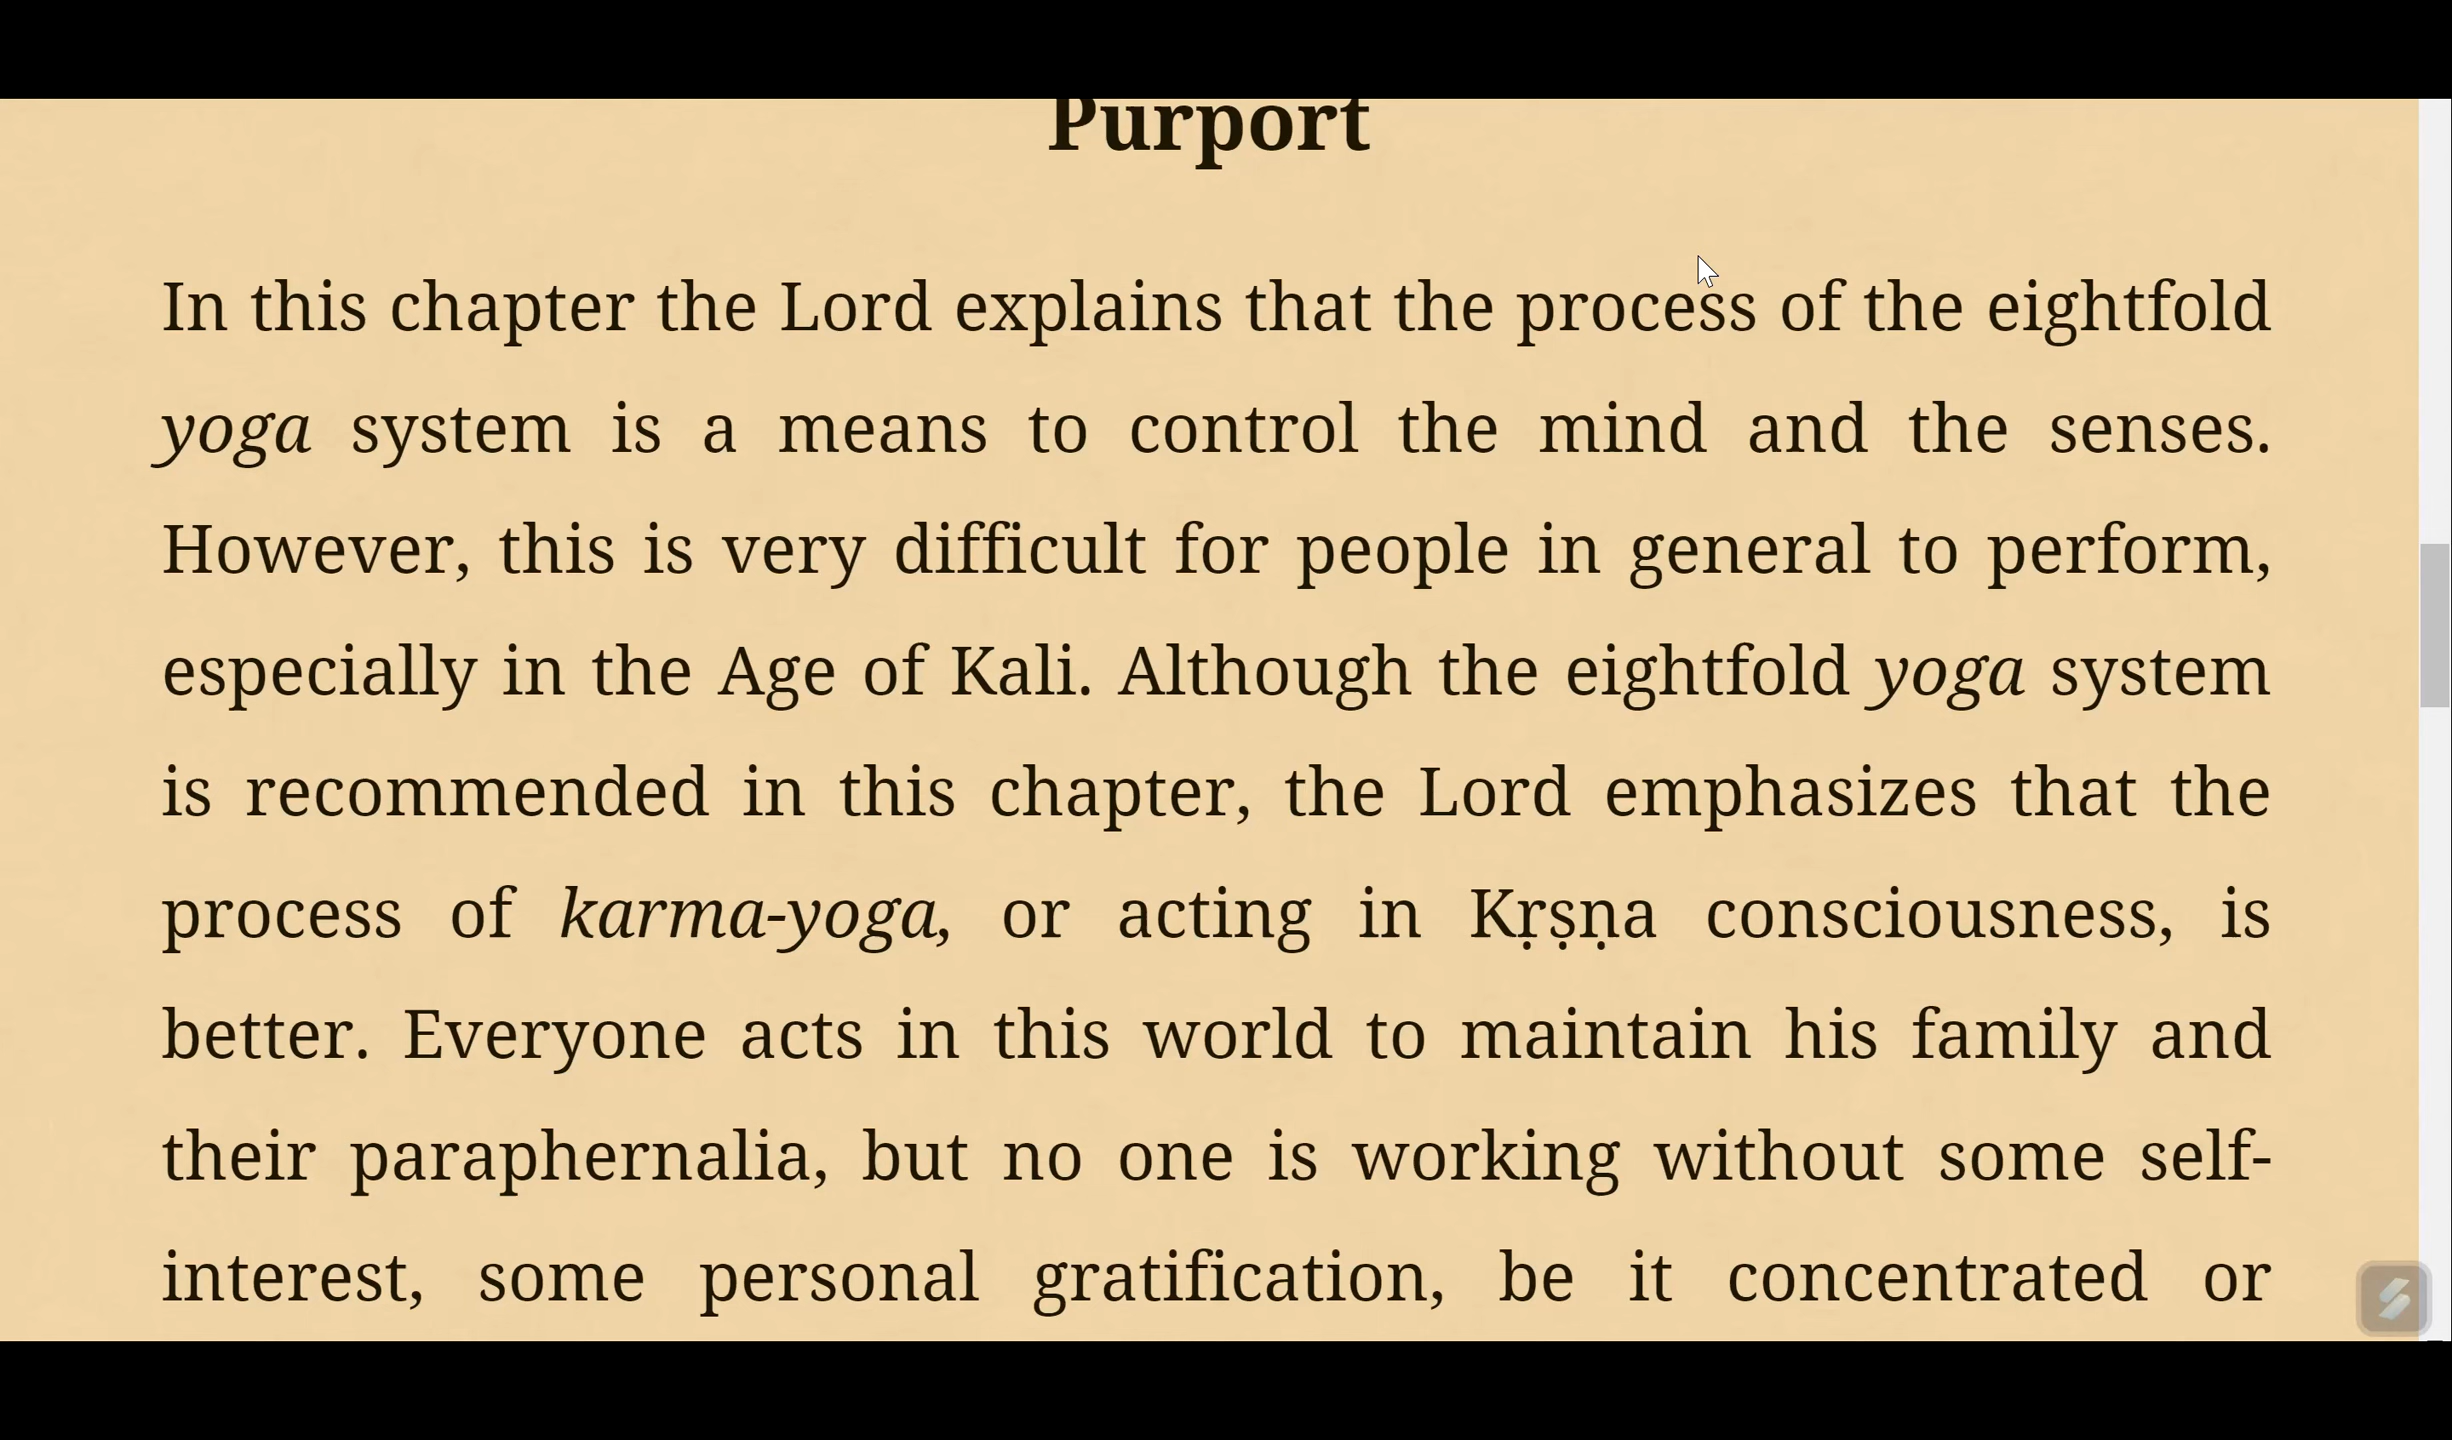 Purport
In this chapter the Lord explains that the process of the eightfold
yoga system is a means to control the mind and the senses.
However, this is very difficult for people in general to perform,
especially in the Age of Kali. Although the eightfold yoga system
is recommended in this chapter, the Lord emphasizes that the
process of karma-yoga, or acting in Kṛṣṇa consciousness, is
better. Everyone acts in this world to maintain his family and
their paraphernalia, but no one is working without some self-
interest, some personal gratification, be it concentrated or